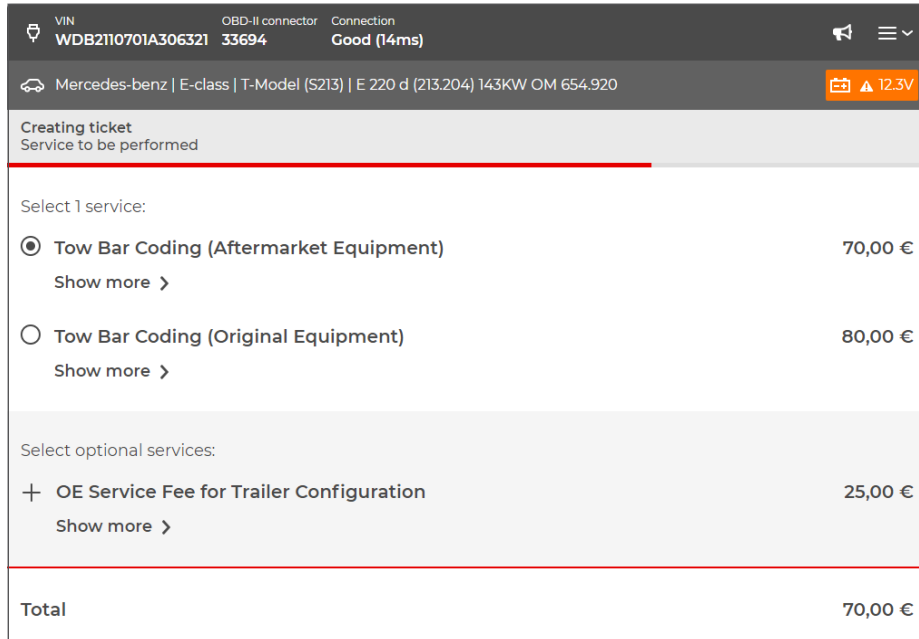 VIN OBD-II connector Connection
WDB2110701A306321 33694 Good (14ms)
Mercedes-benz | E-class | T-Model (S213) | E 220 d (213.204) 143KW OM 654.920 12.3V
Creating ticket
Service to be performed
Select 1 service:
Tow Bar Coding (Aftermarket Equipment) 70,00 €
Show more
Tow Bar Coding (Original Equipment) 80,00 €
Show more
Select optional services:
OE Service Fee for Trailer Configuration 25,00 €
Show more
Total 70,00 €